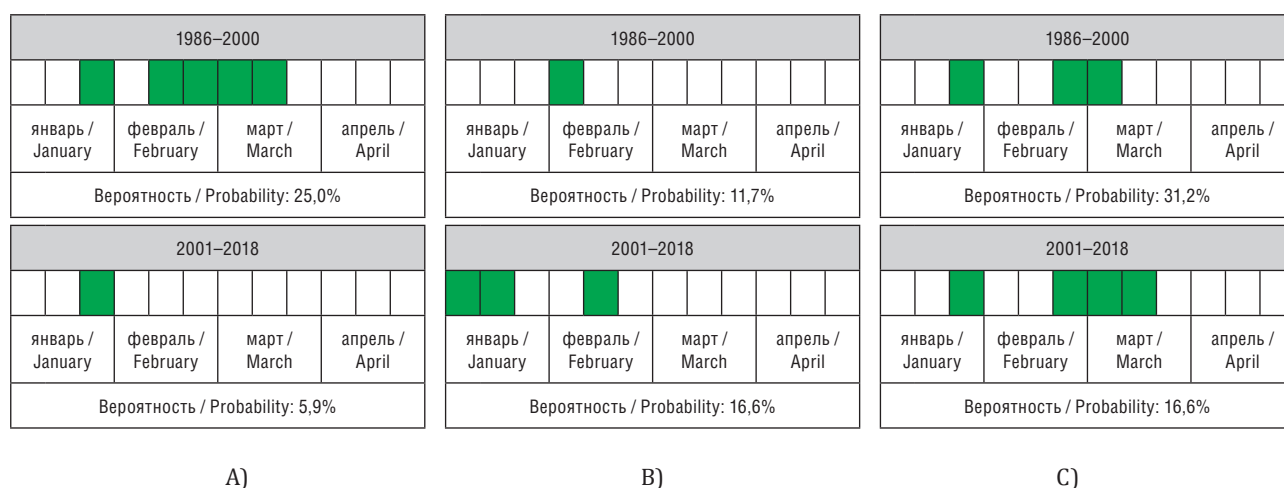 1986–2000
январь /
January
февраль /
February
март /
March
апрель /
April
Вероятность / Probability: 25,0%
2001–2018
январь /
January
февраль /
February
март /
March
апрель /
April
Вероятность / Probability: 5,9%
A)
1986–2000
январь /
January
февраль /
February
март /
March
апрель /
April
Вероятность / Probability: 11,7%
2001–2018
январь /
January
февраль /
February
март /
March
апрель /
April
Вероятность / Probability: 16,6%
B)
1986–2000
январь /
January
февраль /
February
март /
March
апрель /
April
Вероятность / Probability: 31,2%
2001–2018
январь /
January
февраль /
February
март /
March
апрель /
April
Вероятность / Probability: 16,6%
C)